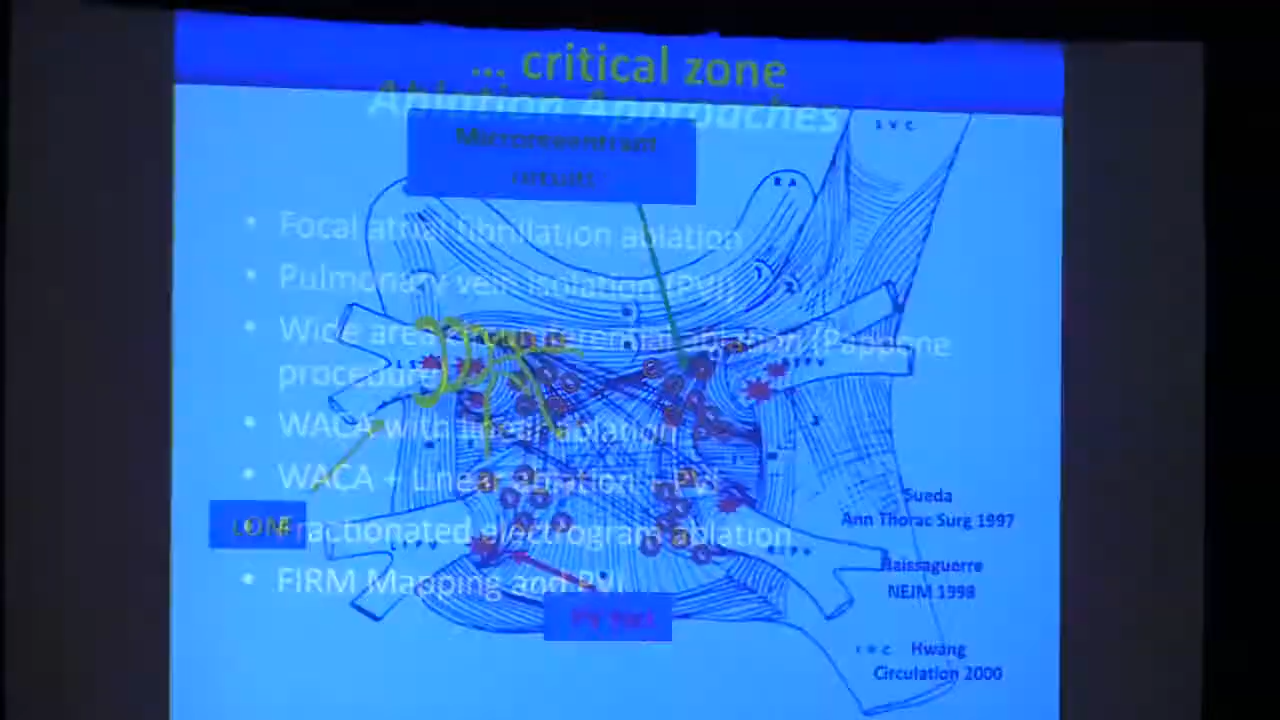 ... critical zone
Ablation Approaches
Microreentrant
circuits
S V C
R A
• Focal atrial fibrillation ablation
• Pulmonary vein isolation (PVI)
• Wide area circumferential ablation (Pappone
procedure)
• WACA with linear ablation
• WACA + Linear ablation + PVI
LOM
• Fractionated electrogram ablation
• FIRM Mapping and PVI
Sueda
Ann Thorac Surg 1997
Haissaguerre
NEJM 1998
I V C
Hwang
Circulation 2000